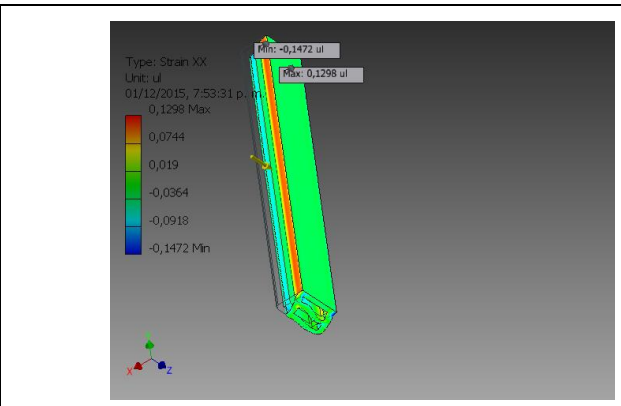 Min: -0,1472 ul
Max: 0,1298 ul
Type: Strain XX
Unit: ul
01/12/2015, 7:53:31 p. m.
0,1298 Max
0,0744
0,019
-0,0364
-0,0918
-0,1472 Min
X
Z